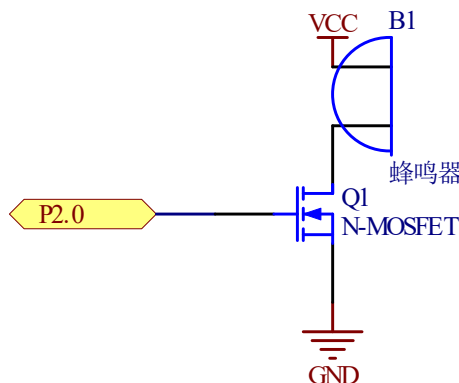 VCC
B1
蜂鸣器
P2.0
Q1
N-MOSFET
GND